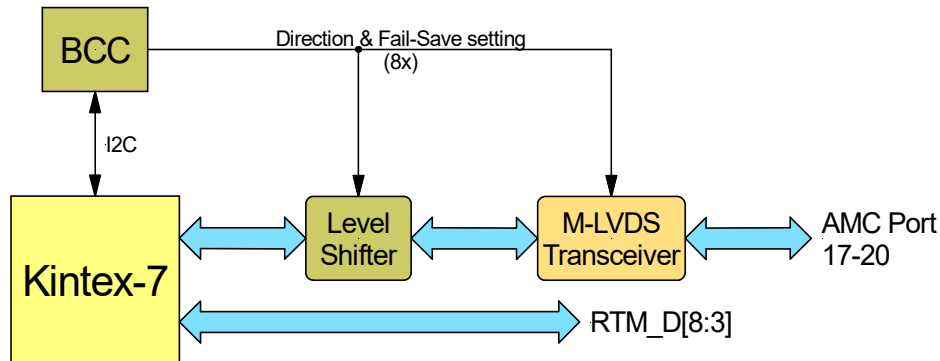 BCC
Direction & Fail-Save setting
(8x)
I2C
Kintex-7
Level
Shifter
M-LVDS
Transceiver
AMC Port
17-20
RTM_D[8:3]